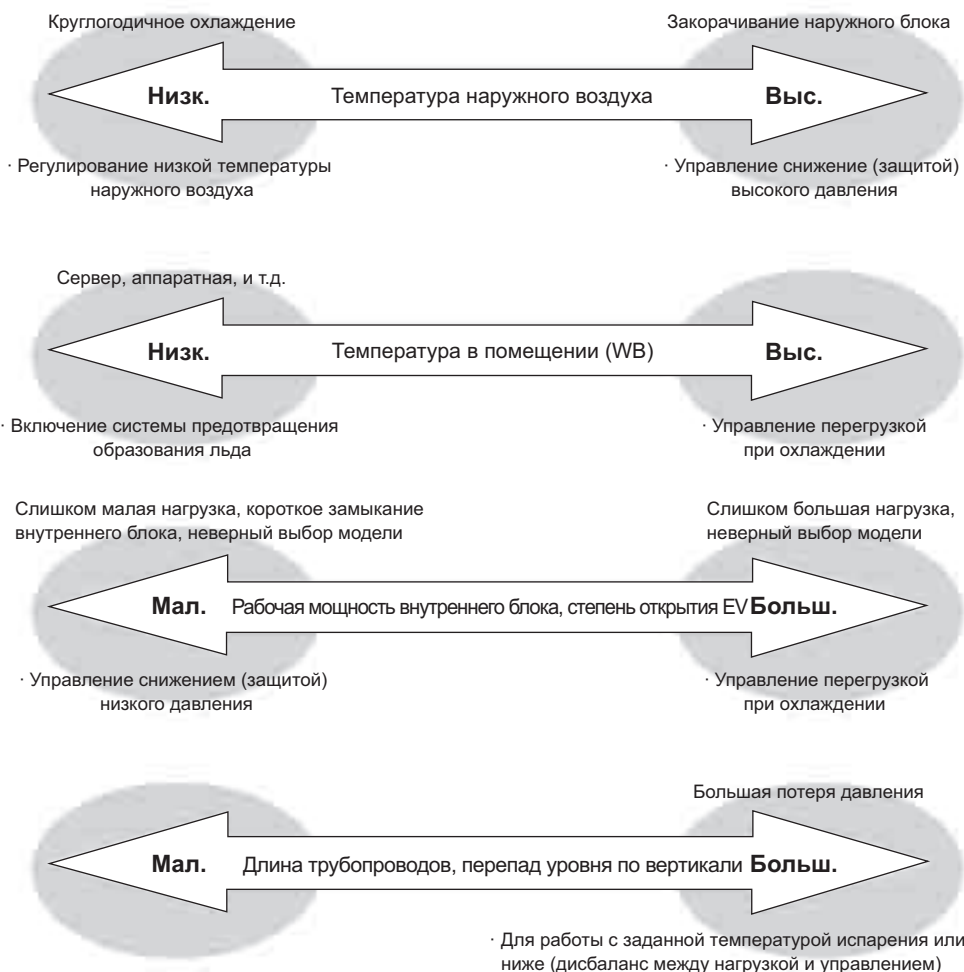 Круглогодичное охлаждение
Закорачивание наружного блока
Низк.
Температура наружного воздуха
Выс.
· Регулирование низкой температуры
наружного воздуха
· Управление снижение (защитой)
высокого давления
Сервер, аппаратная, и т.д.
Низк.
Температура в помещении (WB)
Выс.
· Включение системы предотвращения
образования льда
· Управление перегрузкой
при охлаждении
Слишком малая нагрузка, короткое замыкание
внутреннего блока, неверный выбор модели
Слишком большая нагрузка,
неверный выбор модели
Мал.
Рабочая мощность внутреннего блока, степень открытия EV
Больш.
· Управление снижением (защитой)
низкого давления
· Управление перегрузкой
при охлаждении
Большая потеря давления
Мал.
Длина трубопроводов, перепад уровня по вертикали
Больш.
· Для работы с заданной температурой испарения или
ниже (дисбаланс между нагрузкой и управлением)